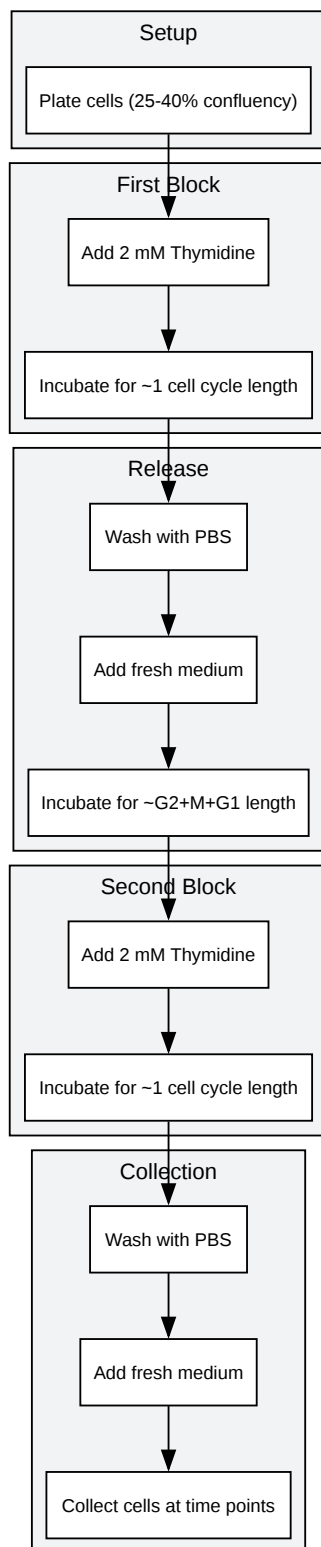 Setup
Plate cells (25-40% confluency)
First Block
Add 2 mM Thymidine
Incubate for ~1 cell cycle length
Release
Wash with PBS
Add fresh medium
Incubate for ~G2+M+G1 length
Second Block
Add 2 mM Thymidine
Incubate for ~1 cell cycle length
Collection
Wash with PBS
Add fresh medium
Collect cells at time points